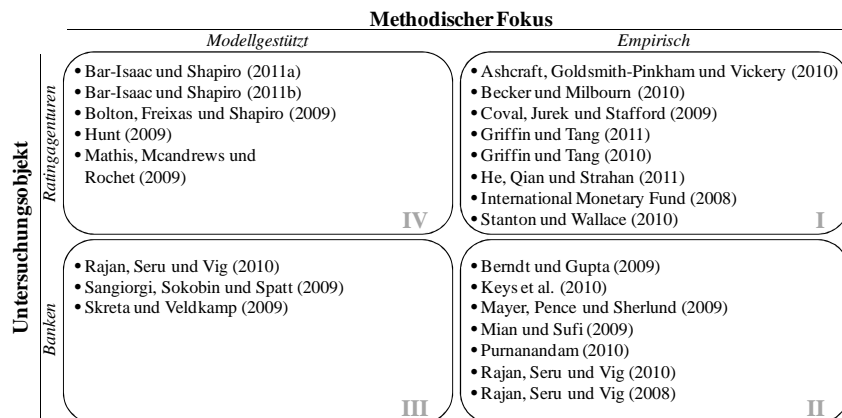 Methodischer Fokus
Modellgestützt
Empirisch
Untersuchungsobjekt
Ratingagenturen
• Bar-Isaac und Shapiro (2011a)
• Bar-Isaac und Shapiro (2011b)
• Bolton, Freixas und Shapiro (2009)
• Hunt (2009)
• Mathis, Mcandrews und
Rochet (2009)
IV
• Ashcraft, Goldsmith-Pinkham und Vickery (2010)
• Becker und Milbourn (2010)
• Coval, Jurek und Stafford (2009)
• Griffin und Tang (2011)
• Griffin und Tang (2010)
• He, Qian und Strahan (2011)
• International Monetary Fund (2008)
• Stanton und Wallace (2010)
I
Banken
• Rajan, Seru und Vig (2010)
• Sangiorgi, Sokobin und Spatt (2009)
• Skreta und Veldkamp (2009)
III
• Berndt und Gupta (2009)
• Keys et al. (2010)
• Mayer, Pence und Sherlund (2009)
• Mian und Sufi (2009)
• Purnanandam (2010)
• Rajan, Seru und Vig (2010)
• Rajan, Seru und Vig (2008)
II